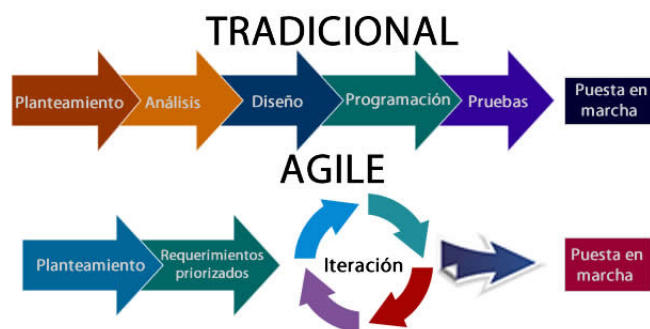 TRADICIONAL
Planteamiento
Análisis
Diseño
Programación
Pruebas
Puesta en
marcha
AGILE
Planteamiento
Requerimientos
priorizados
Iteración
Puesta en
marcha